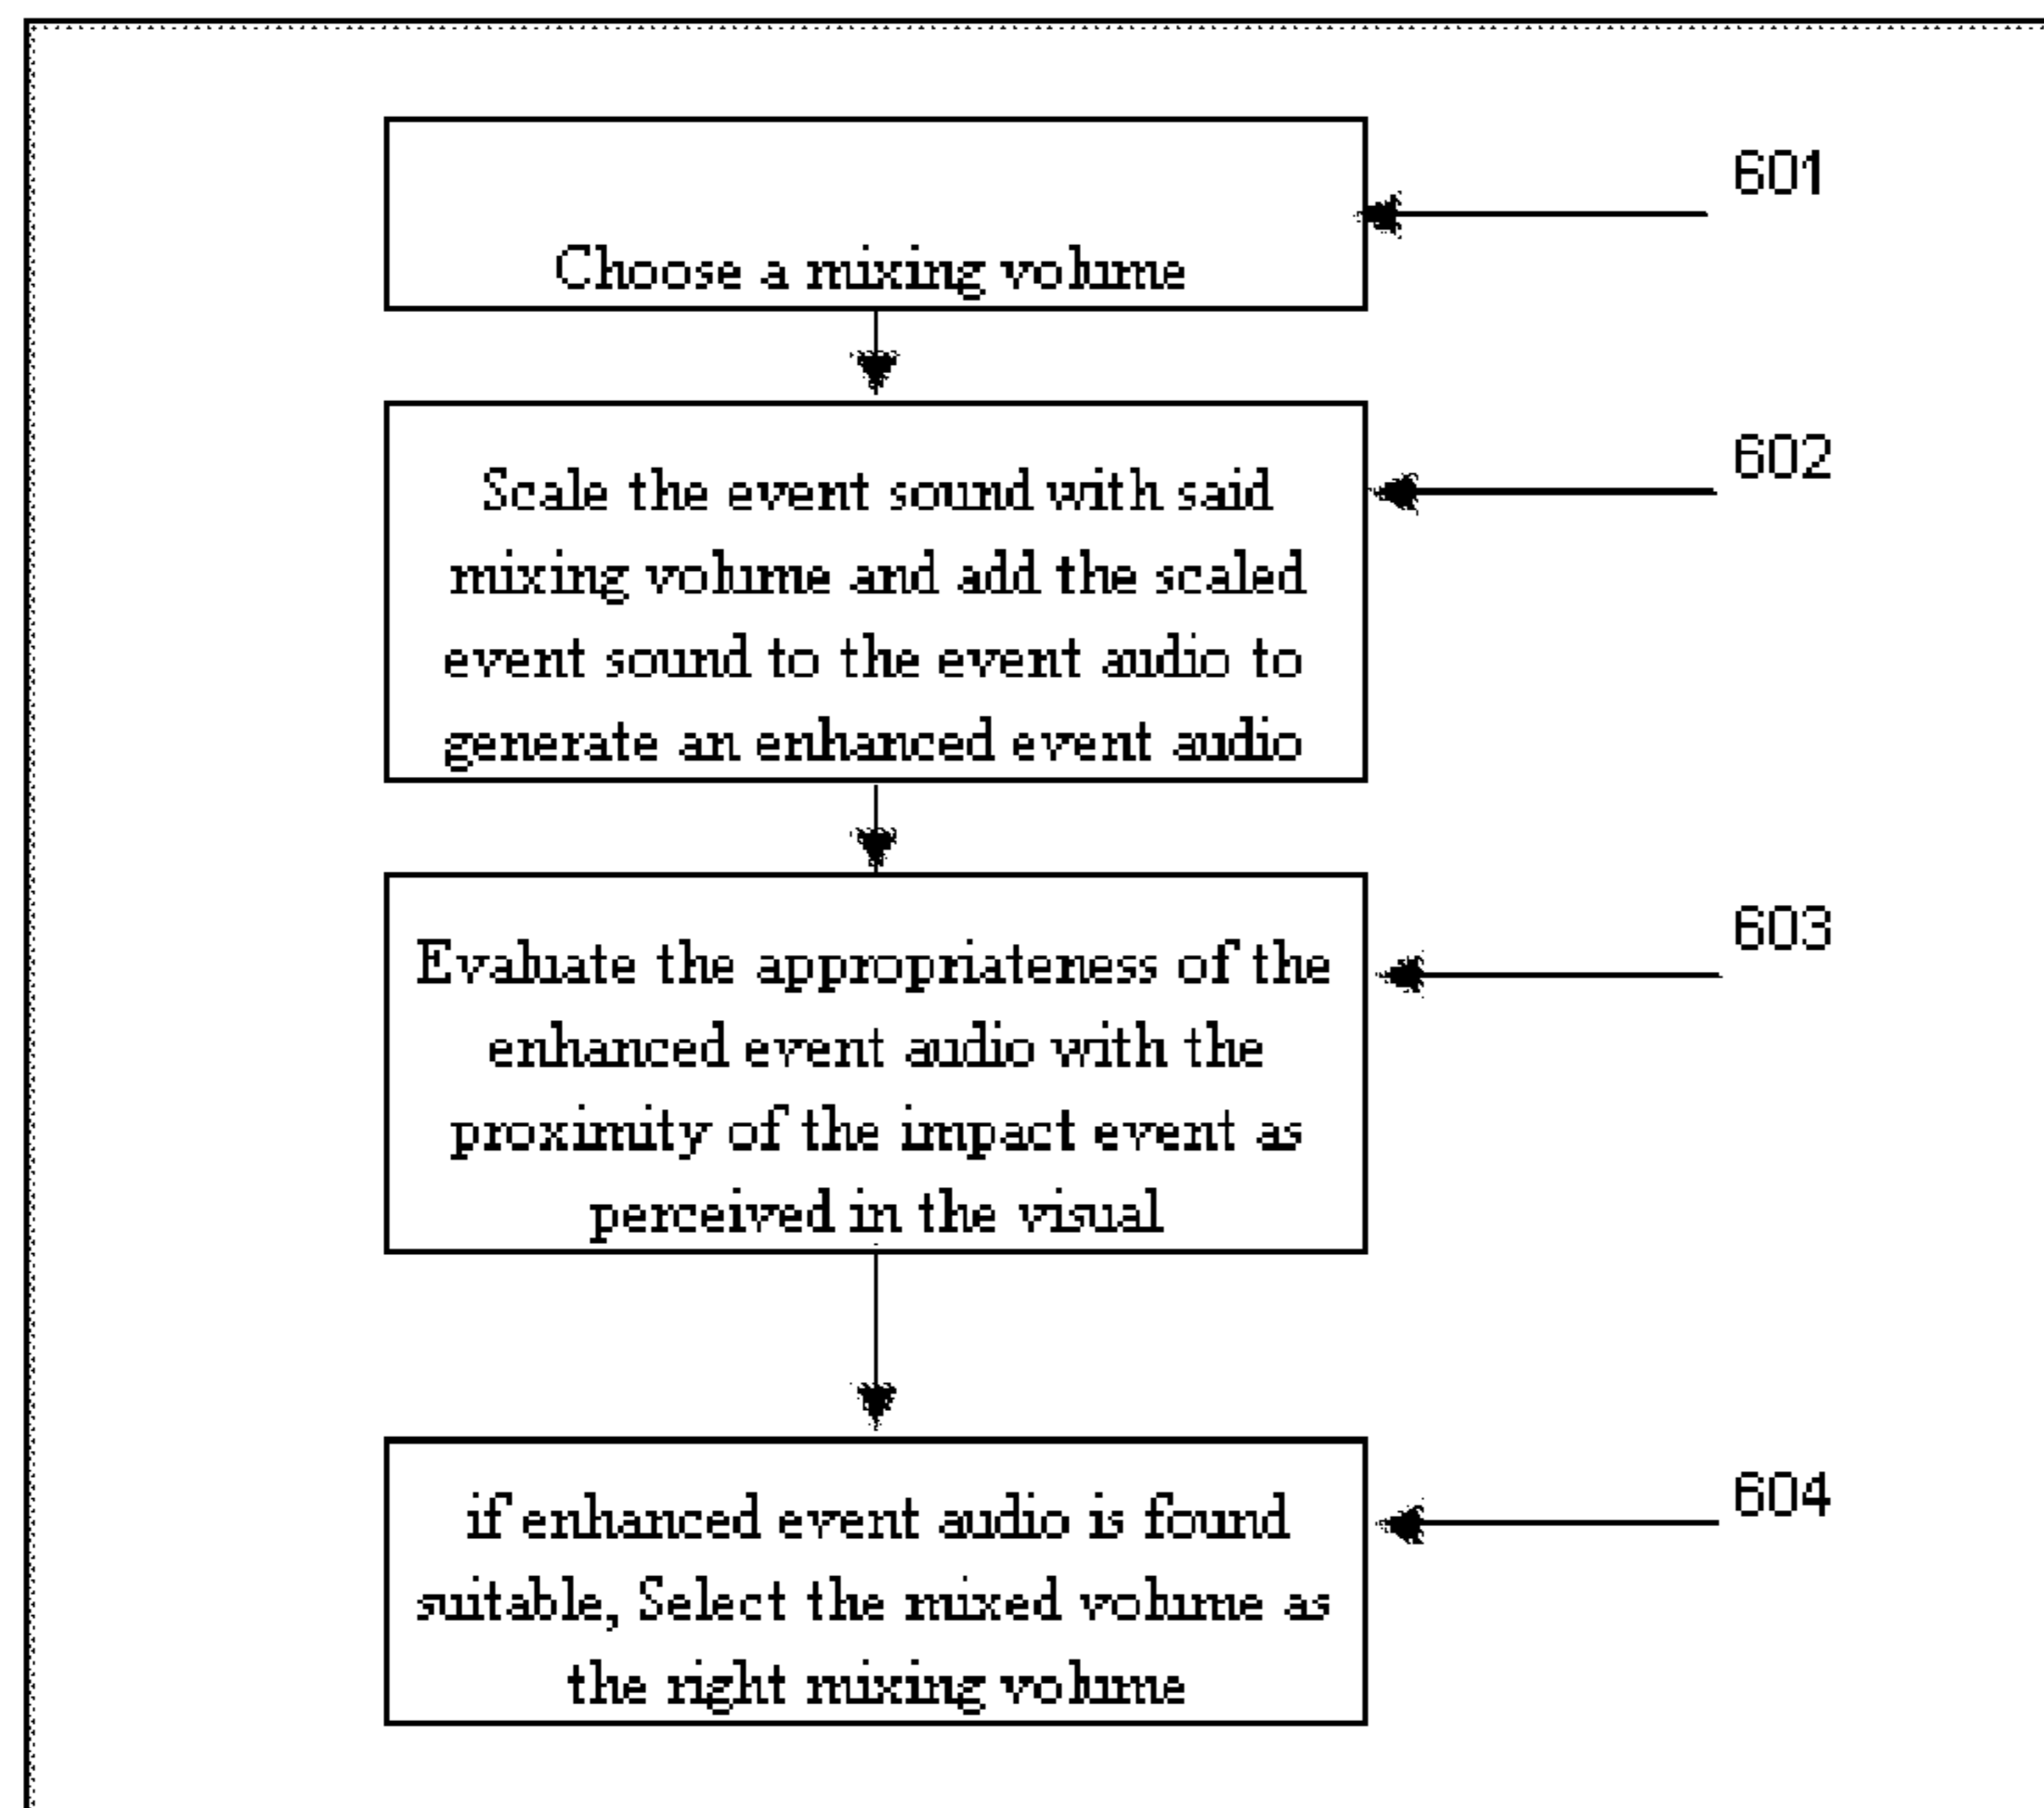 601
Choose a mixing volume
602
Scale the event sound with said
mixing volume and add the scaled
event sound to the event audio to
generate an enhanced event audio
603
Evaluate the appropriateness of the
enhanced event audio with the
proximity of the impact event as
perceived in the visual
604
if enhanced event audio is found
suitable, Select the mixed volume as
the right mixing volume